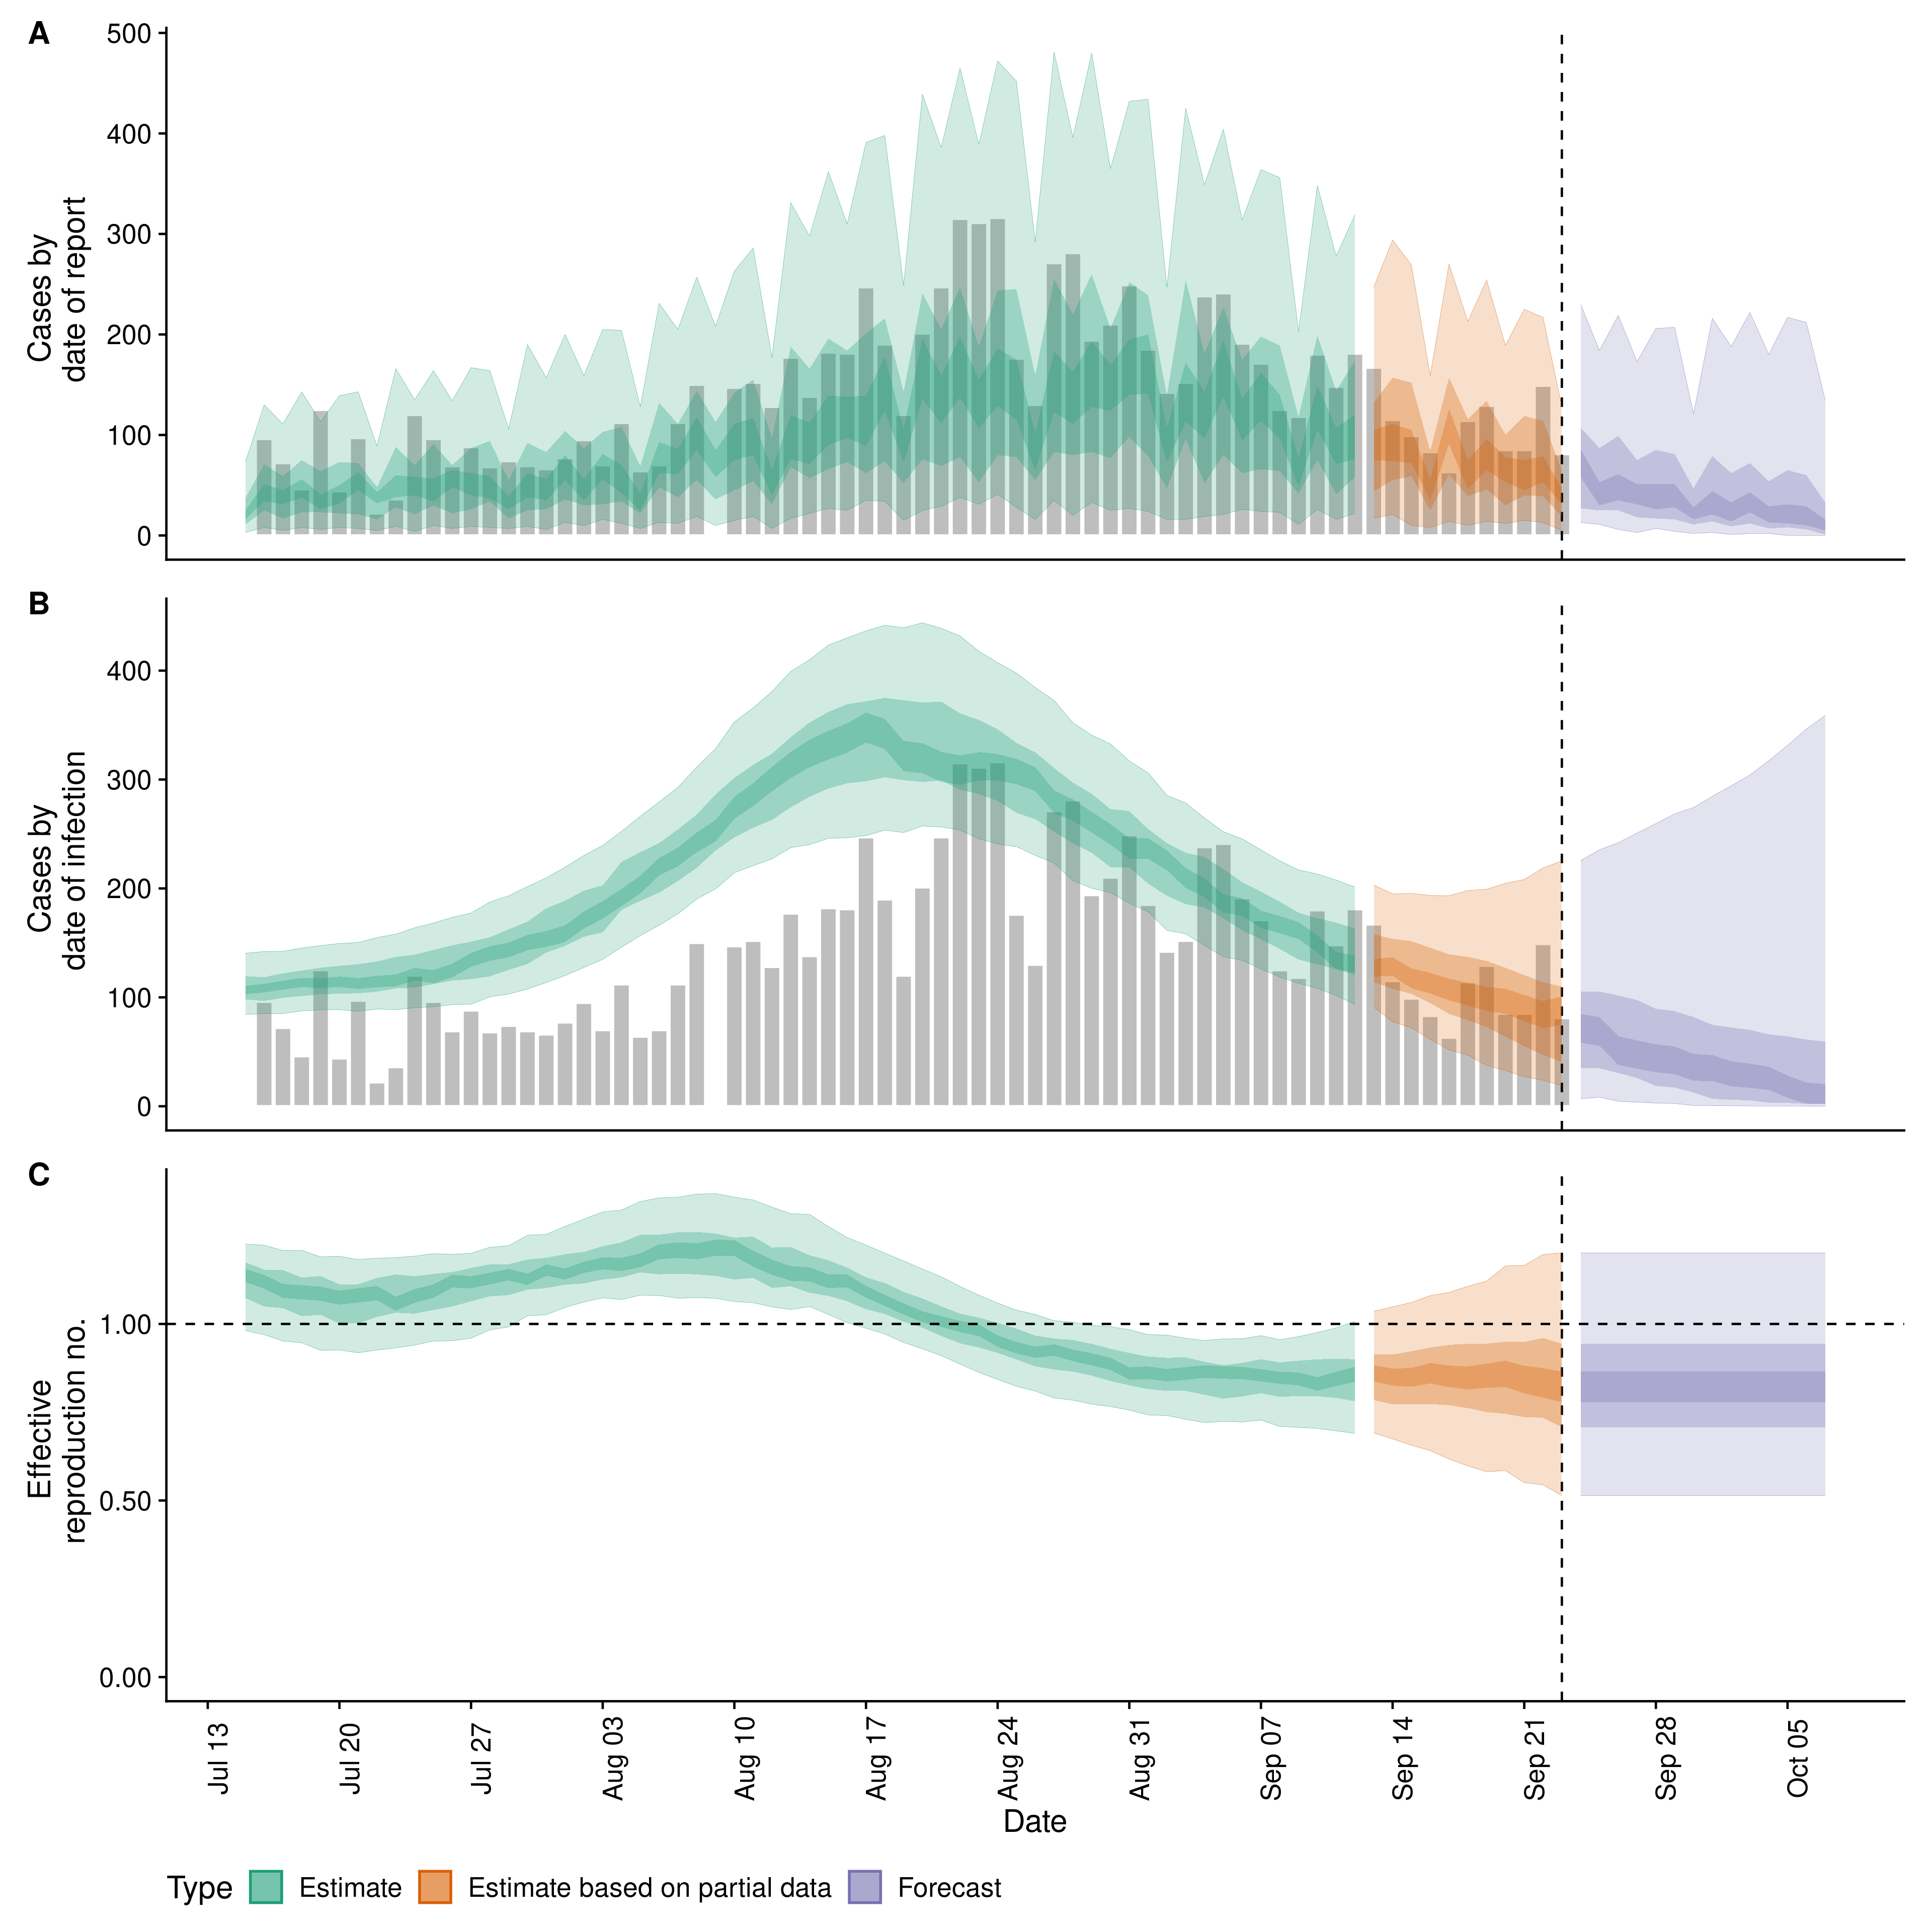 A
500
400
300
200
100
0
Cases by
date of report
B
400
300
200
100
0
Cases by
date of infection
C
1.00
0.50
0.00
Effective
reproduction no.
Jul 13
Jul 20
Jul 27
Aug 03
Aug 10
Aug 17
Aug 24
Aug 31
Sep 07
Sep 14
Sep 21
Sep 28
Oct 05
Date
Type Estimate Estimate based on partial data Forecast